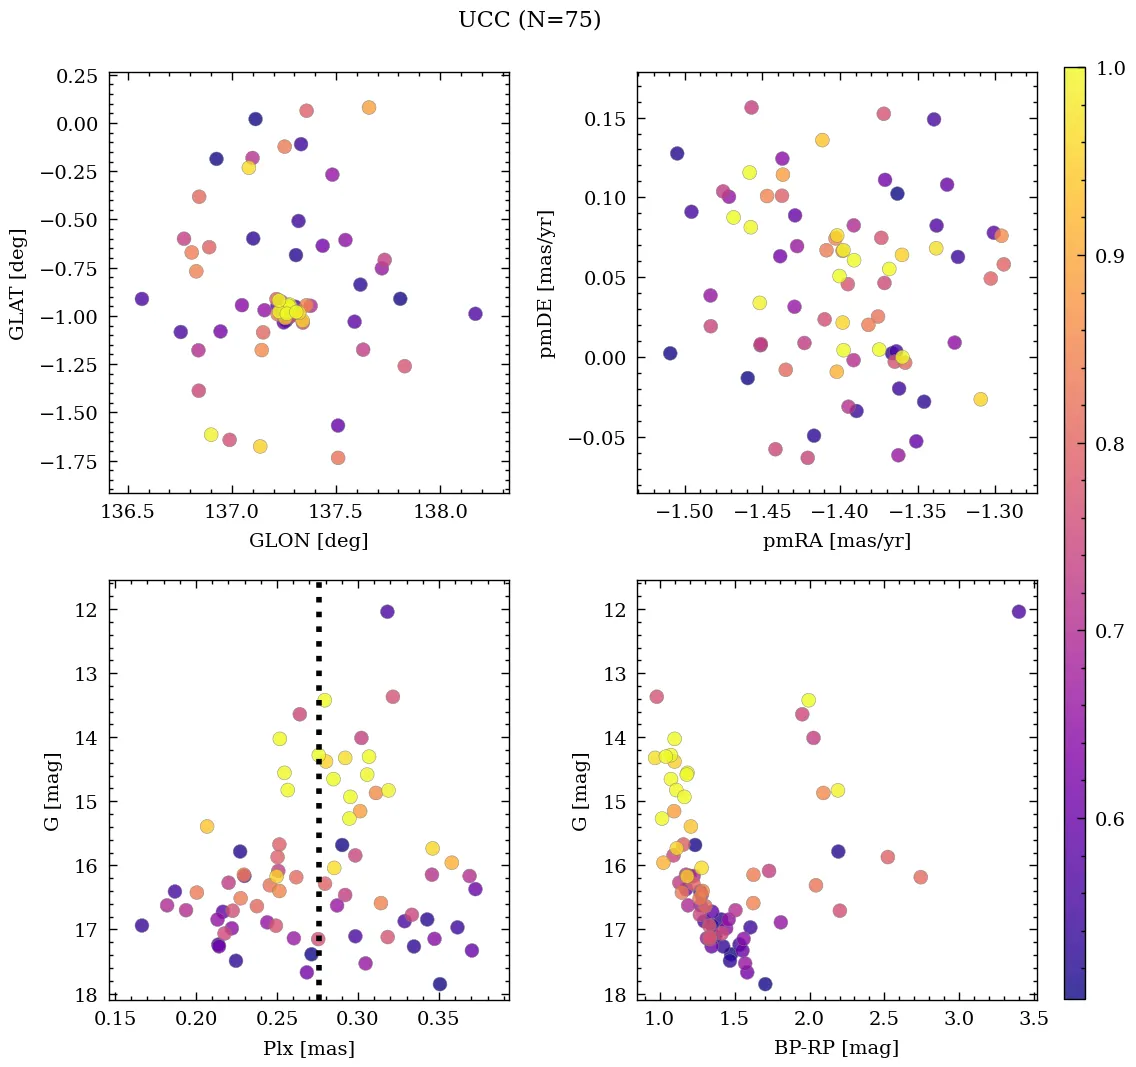 UCC (N=75)
0.25
0.00
−0.25
−0.50
−0.75
−1.00
−1.25
−1.50
−1.75
GLAT [deg]
136.5 137.0 137.5 138.0
GLON [deg]
0.15
0.10
0.05
0.00
−0.05
pmDE [mas/yr]
−1.50 −1.45 −1.40 −1.35 −1.30
pmRA [mas/yr]
12
13
14
15
16
17
18
G [mag]
0.15 0.20 0.25 0.30 0.35
Plx [mas]
12
13
14
15
16
17
18
G [mag]
1.0 1.5 2.0 2.5 3.0 3.5
BP-RP [mag]
1.0
0.9
0.8
0.7
0.6